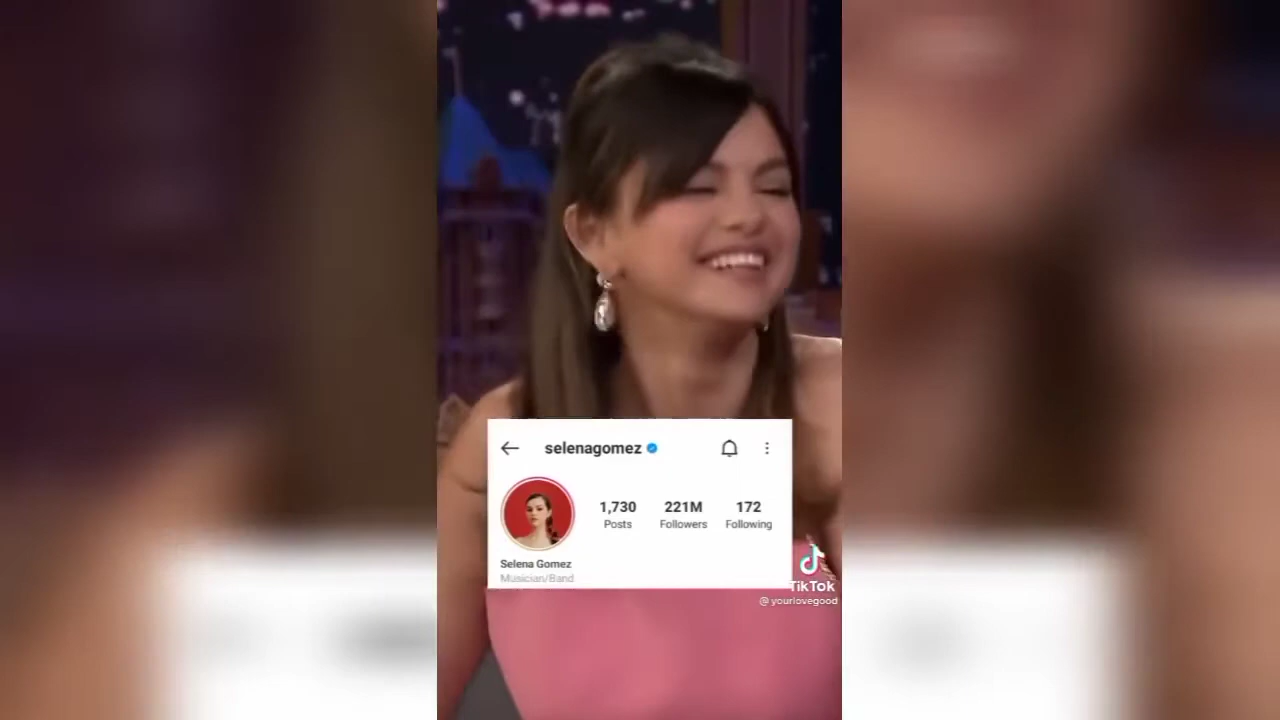 selenagomez
1,730 221M 172
Posts Followers Following
Selena Gomez
Musician/Band
TikTok
@yourlovegood